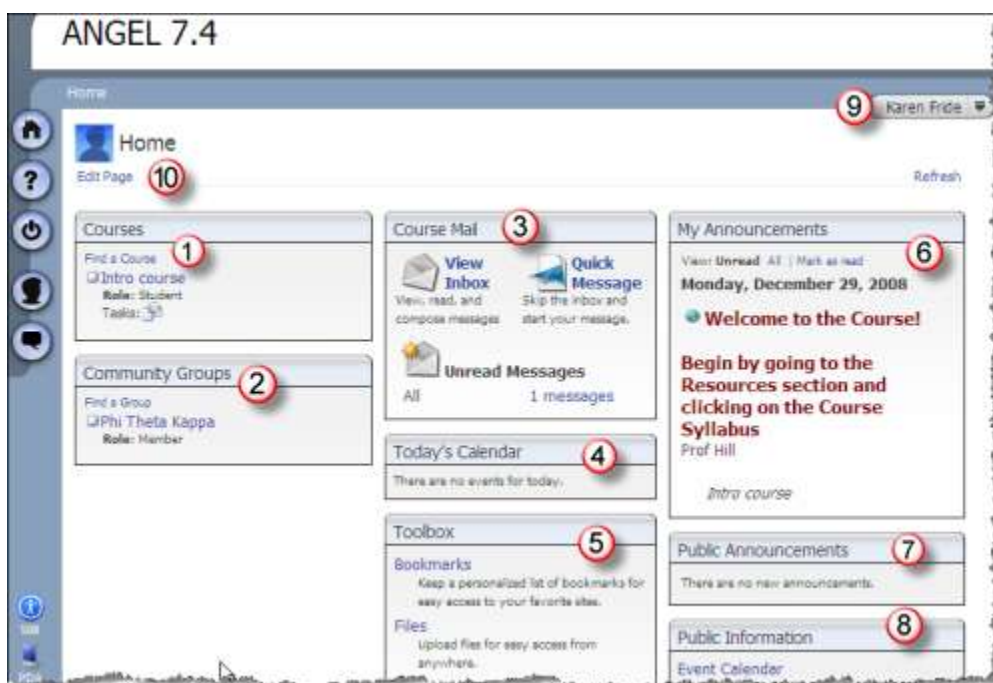 ANGEL 7.4
Home
9
Karen Fride
Home
Edit Page
10
Refresh
Courses
1
Find a Course
Intro course
Role: Student
Tasks:
Community Groups
2
Find a Group
Phi Theta Kappa
Role: Member
Course Mail
3
View Inbox
View, read, and
compose messages
Quick
Message
Skip the inbox and
start your message.
Unread Messages
All
1 messages
Today's Calendar
4
There are no events for today.
Toolbox
5
Bookmarks
Keep a personalized list of bookmarks for
easy access to your favorite sites.
Files
Upload files for easy access from
anywhere.
My Announcements
6
View: Unread All | Mark as read
Monday, December 29, 2008
Welcome to the Course!
Begin by going to the
Resources section and
clicking on the Course
Syllabus
Prof Hill
Intro course
Public Announcements
7
There are no new announcements.
Public Information
8
Event Calendar